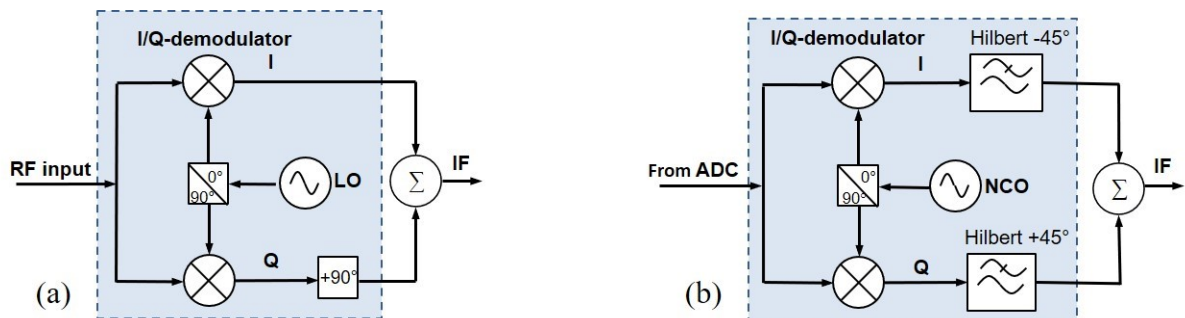 I/Q-demodulator
I
RF input
0°
90°
LO
Σ
IF
Q
+90°
(a)
I/Q-demodulator
Hilbert -45°
I
From ADC
0°
90°
NCO
Σ
IF
Hilbert +45°
Q
(b)